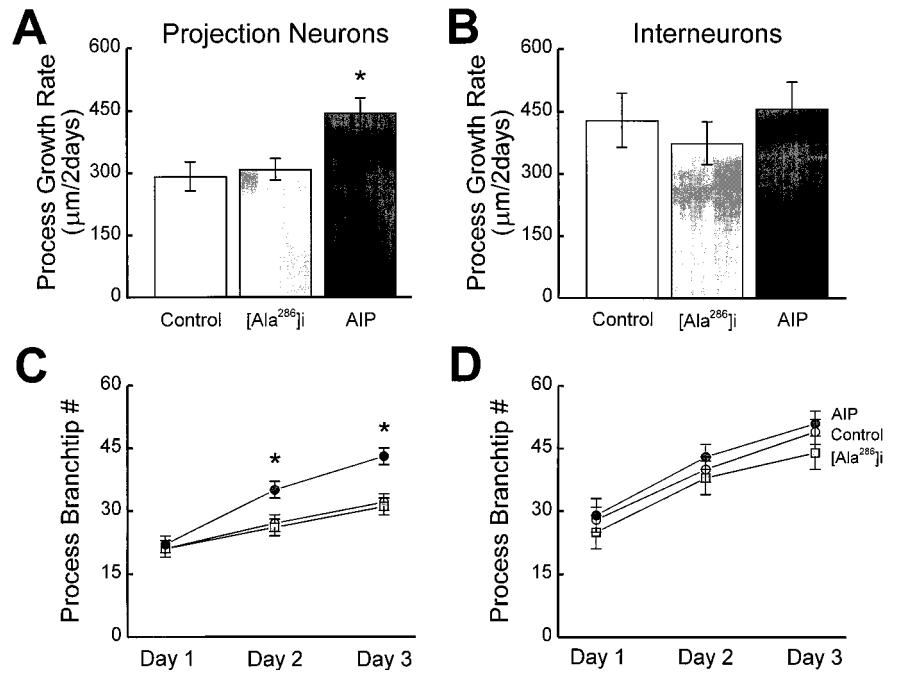 A Projection Neurons
Process Growth Rate
(μm/2days)
600
450
300
150
0
*
Control [Ala²⁸⁶]i AIP
B Interneurons
Process Growth Rate
(μm/2days)
600
450
300
150
0
Control [Ala²⁸⁶]i AIP
C
Process Branchtip #
60
45
30
15
0
* *
Day 1 Day 2 Day 3
D
Process Branchtip #
60
45
30
15
0
AIP
Control
[Ala²⁸⁶]i
Day 1 Day 2 Day 3